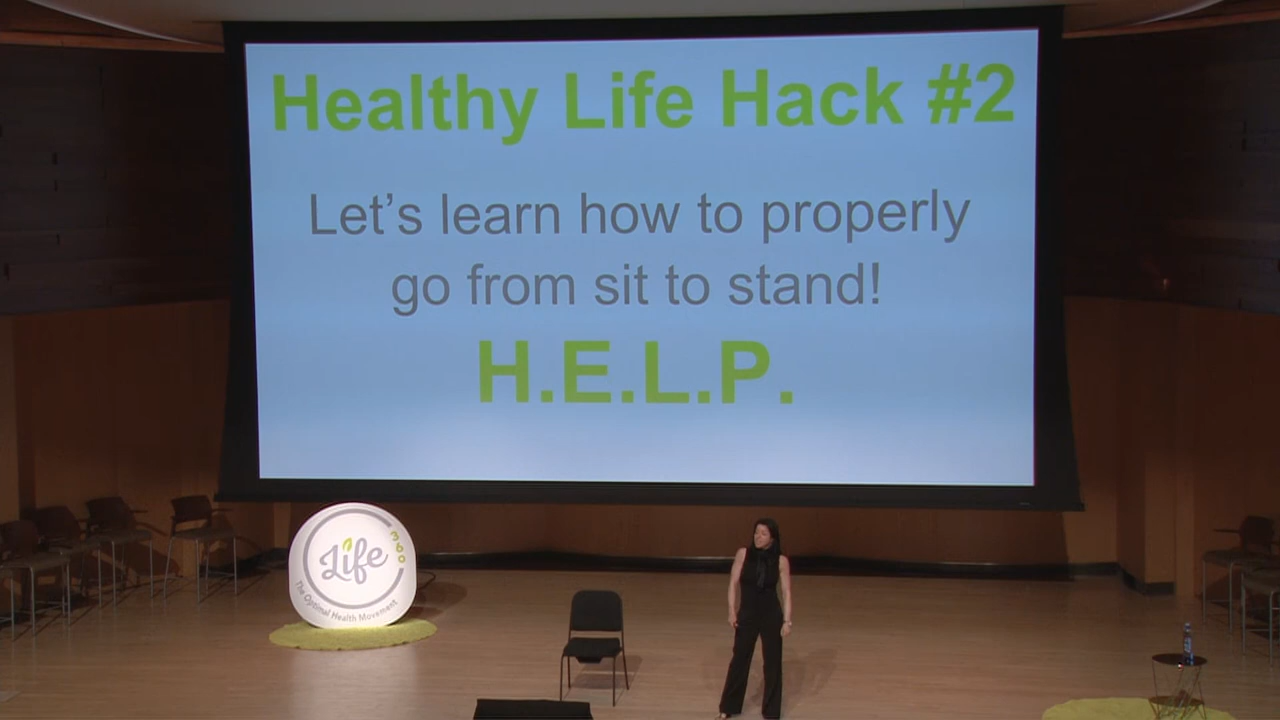 Healthy Life Hack #2
Let's learn how to properly
go from sit to stand!
H.E.L.P.
Life
360
The Optimal Health Movement